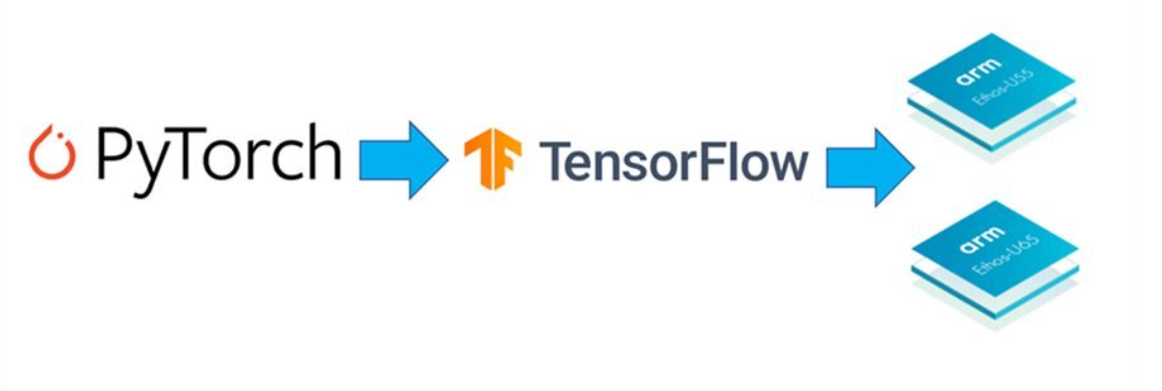 PyTorch
TensorFlow
arm
Ethos-U55
arm
Ethos-U65